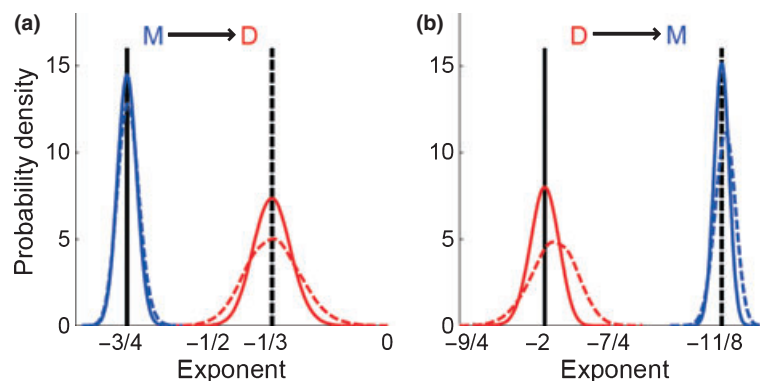 (a)
M → D
Probability density
15
10
5
0
−3/4
−1/2
−1/3
0
Exponent
(b)
D → M
15
10
5
0
−9/4
−2
−7/4
−11/8
Exponent